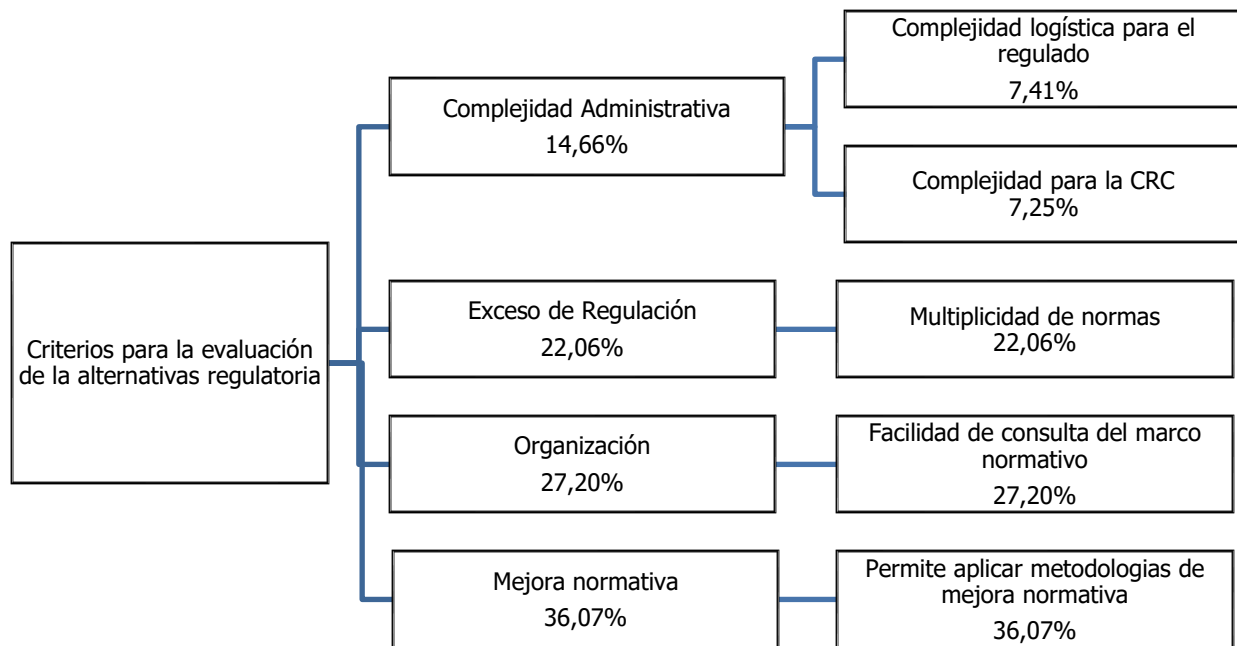 Criterios para la evaluación
de la alternativas regulatoria
Complejidad Administrativa
14,66%
Complejidad logística para el
regulado
7,41%
Complejidad para la CRC
7,25%
Exceso de Regulación
22,06%
Multiplicidad de normas
22,06%
Organización
27,20%
Facilidad de consulta del marco
normativo
27,20%
Mejora normativa
36,07%
Permite aplicar metodologias de
mejora normativa
36,07%